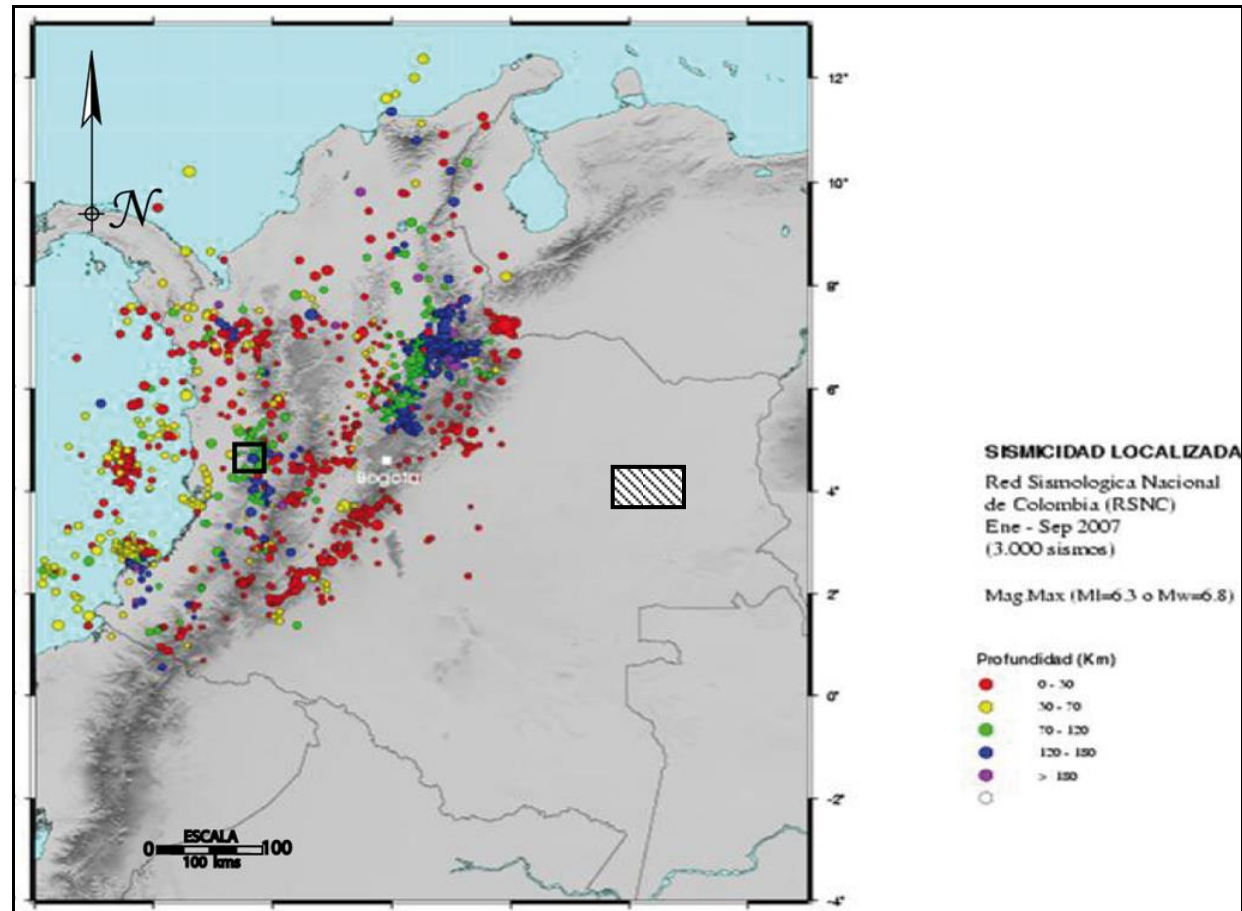 12°
10°
N
8°
6°
Bogota
4°
2°
0°
-2°
-4°
ESCALA
0 100
100 kms
SISMICIDAD LOCALIZADA
Red Sismologica Nacional
de Colombia (RSNC)
Ene - Sep 2007
(3.000 sismos)
Mag.Max (Ml=6.3 o Mw=6.8)
Profundidad (Km)
0 - 30
30 - 70
70 - 120
120 - 180
> 180